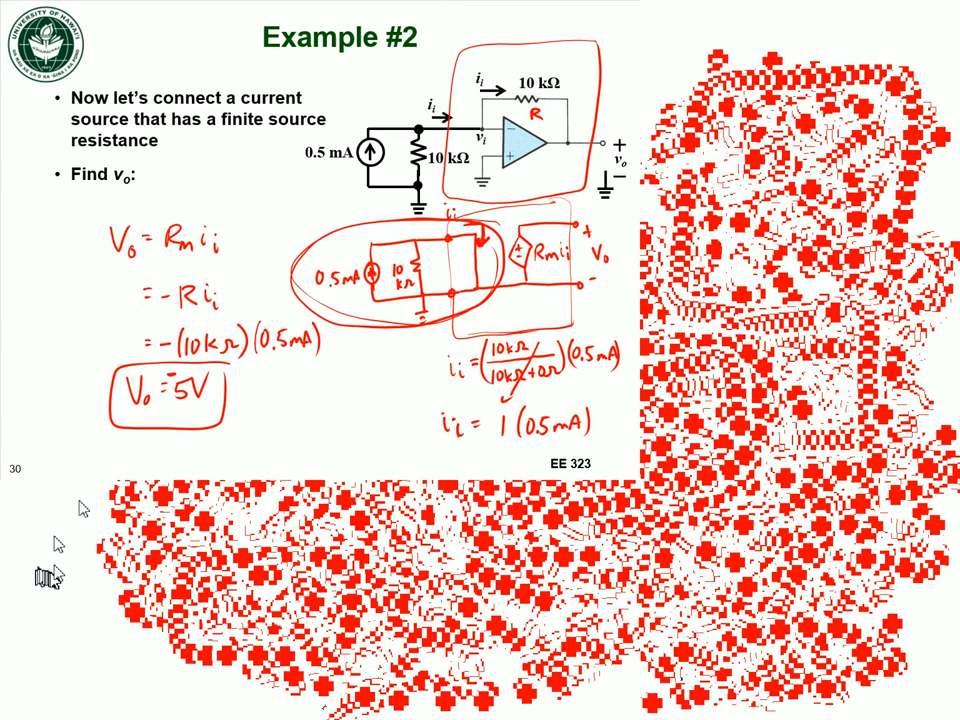 UNIVERSITY OF HAWAI'I
Example #2
• Now let's connect a current
source that has a finite source
resistance
• Find vo:
ii
ii
10 kΩ
R
0.5 mA
10 kΩ
vi
−
+
+
vo
−
Vo = Rm ii
= -R ii
= -(10kΩ)(0.5mA)
Vo = -5V
ii
0.5mA
10 kΩ
+
-
Rm ii
+
Vo
-
ii = (10kΩ / 10kΩ+0Ω)(0.5mA)
ii = 1 (0.5mA)
30
EE 323